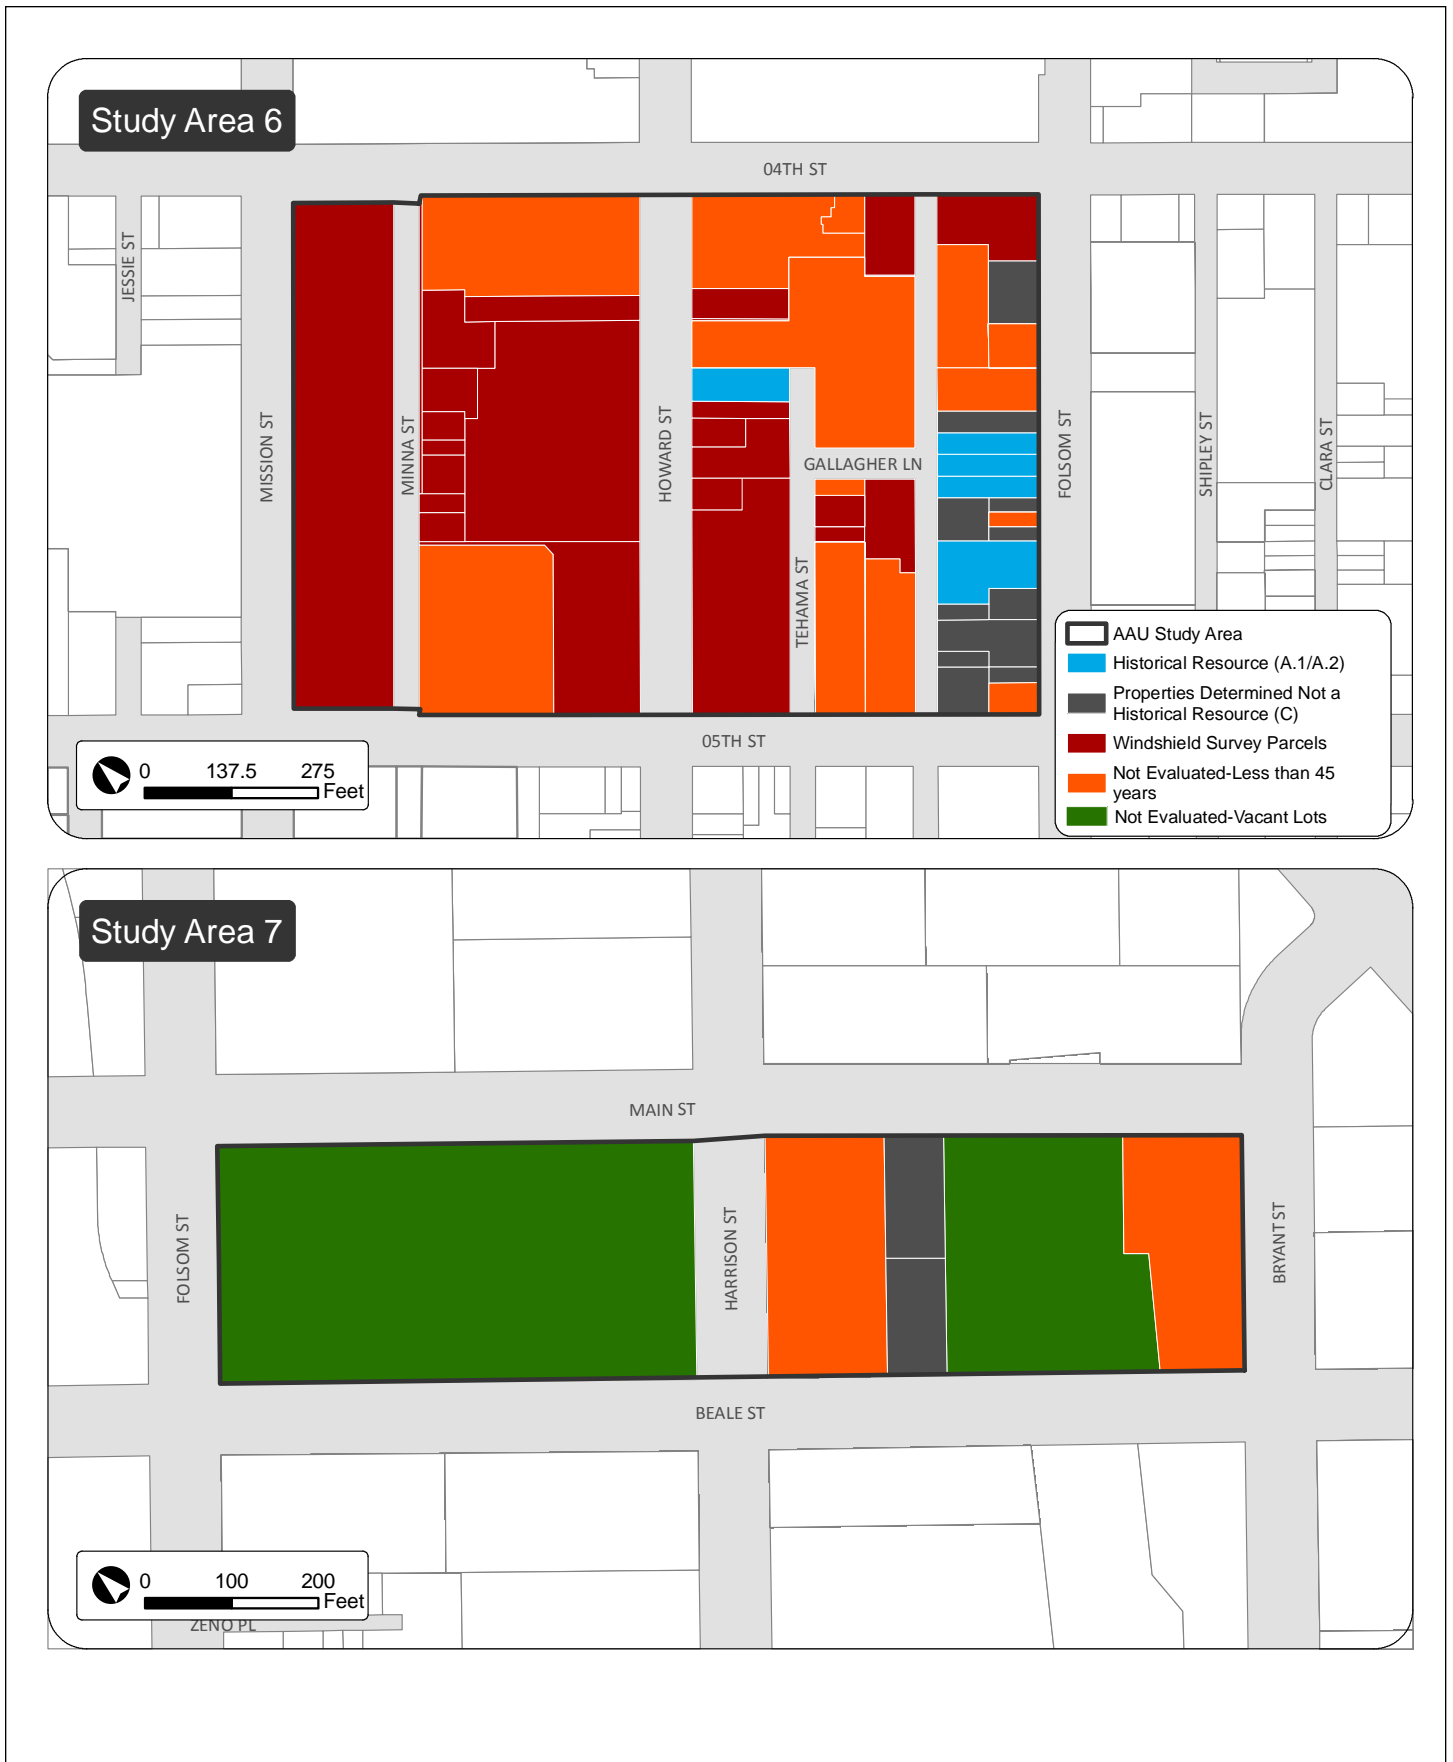 Study Area 6
04TH ST
JESSIE ST
MISSION ST
MINNA ST
HOWARD ST
TEHAMA ST
GALLAGHER LN
FOLSOM ST
SHIPLEY ST
CLARA ST
05TH ST
0 137.5 275
Feet
AAU Study Area
Historical Resource (A.1/A.2)
Properties Determined Not a
Historical Resource (C)
Windshield Survey Parcels
Not Evaluated-Less than 45
years
Not Evaluated-Vacant Lots
Study Area 7
MAIN ST
FOLSOM ST
HARRISON ST
BRYANT ST
BEALE ST
0 100 200
Feet
ZENO PL